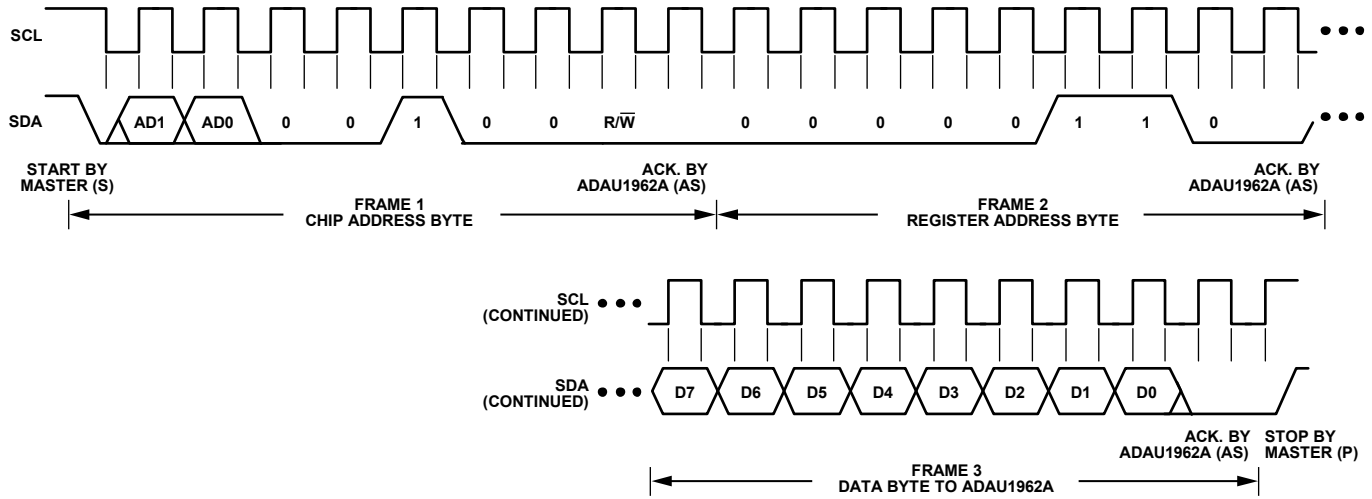 SCL
SDA
AD1 AD0 0 0 1 0 0 R/W̅ 0 0 0 0 0 1 1 0
START BY
MASTER (S)
ACK. BY
ADAU1962A (AS)
ACK. BY
ADAU1962A (AS)
FRAME 1
CHIP ADDRESS BYTE
FRAME 2
REGISTER ADDRESS BYTE
SCL
(CONTINUED)
SDA
(CONTINUED)
D7 D6 D5 D4 D3 D2 D1 D0
ACK. BY
ADAU1962A (AS)
STOP BY
MASTER (P)
FRAME 3
DATA BYTE TO ADAU1962A